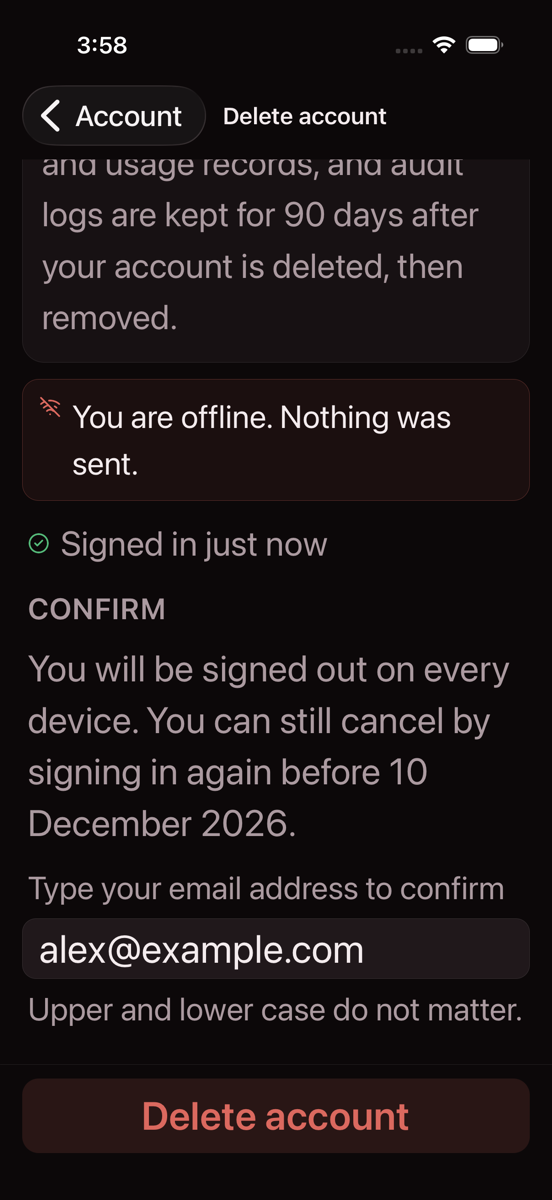 3:58
Account
Delete account
and usage records, and audit
logs are kept for 90 days after
your account is deleted, then
removed.
You are offline. Nothing was
sent.
Signed in just now
CONFIRM
You will be signed out on every
device. You can still cancel by
signing in again before 10
December 2026.
Type your email address to confirm
alex@example.com
Upper and lower case do not matter.
Delete account